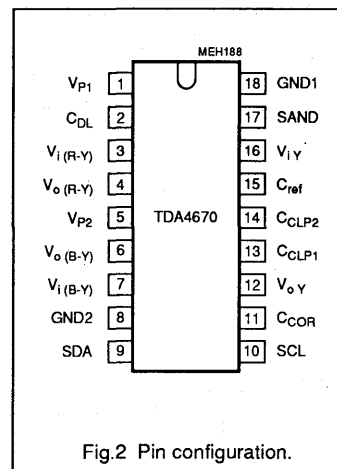 MEH188
VP1 1 18 GND1
CDL 2 17 SAND
Vi (R-Y) 3 16 Vi Y
Vo (R-Y) 4 15 Cref
VP2 5 TDA4670 14 CCLP2
Vo (B-Y) 6 13 CCLP1
Vi (B-Y) 7 12 Vo Y
GND2 8 11 CCOR
SDA 9 10 SCL
Fig.2 Pin configuration.